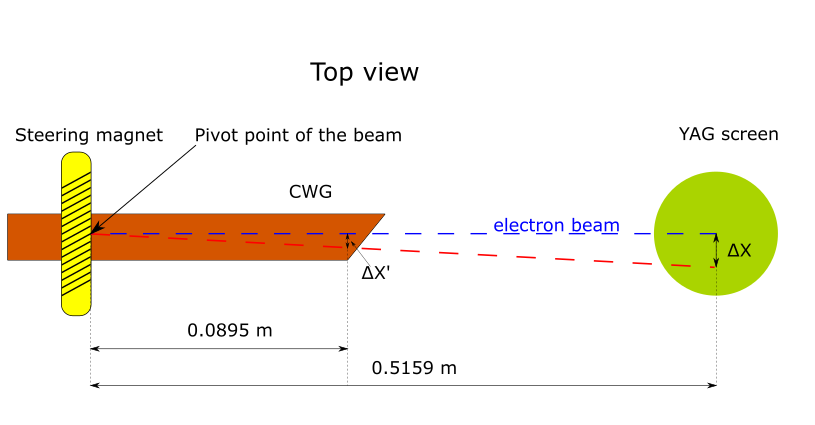 Top view
Steering magnet
Pivot point of the beam
YAG screen
CWG
electron beam
ΔX
ΔX'
0.0895 m
0.5159 m